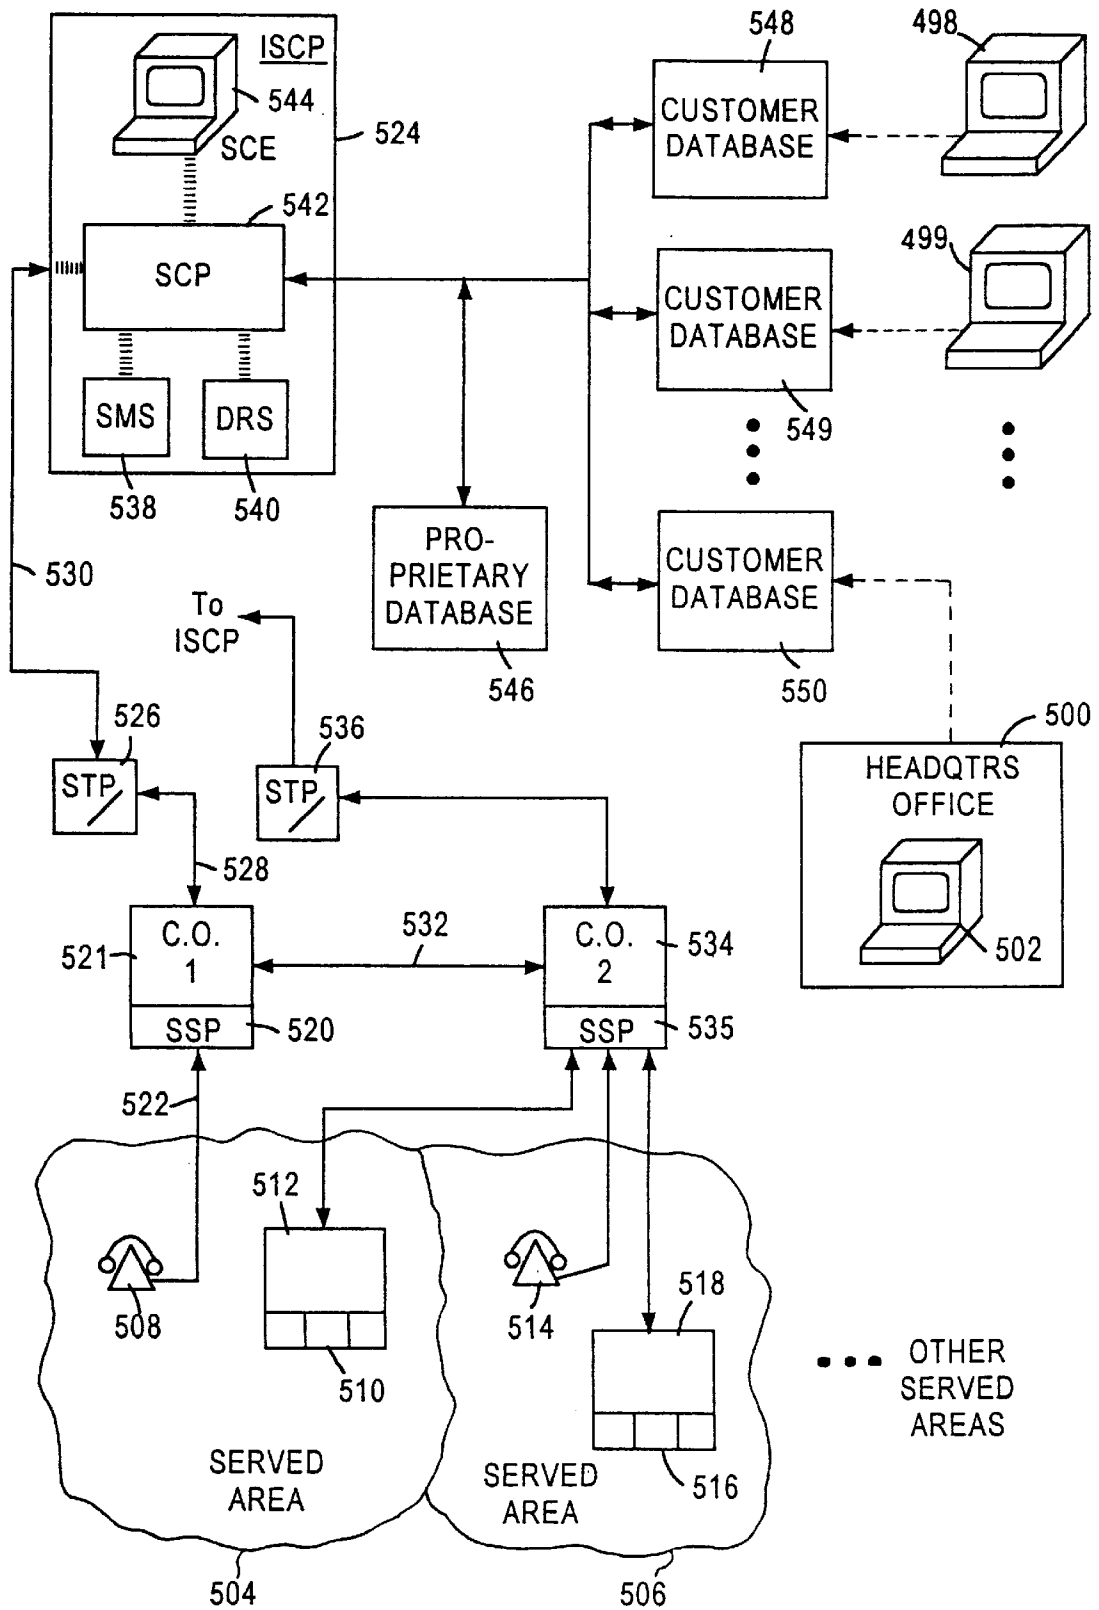 548
498
ISCP
544
524
SCE
CUSTOMER
DATABASE
542
499
SCP
CUSTOMER
DATABASE
SMS
DRS
549
538
540
PRO-
PRIETARY
DATABASE
CUSTOMER
DATABASE
530
To
ISCP
546
550
526
536
500
STP
STP
HEADQTRS
OFFICE
528
C.O.
1
521
532
C.O.
2
534
502
SSP
520
SSP
535
522
512
518
508
514
510
516
OTHER
SERVED
AREAS
SERVED
AREA
SERVED
AREA
504
506